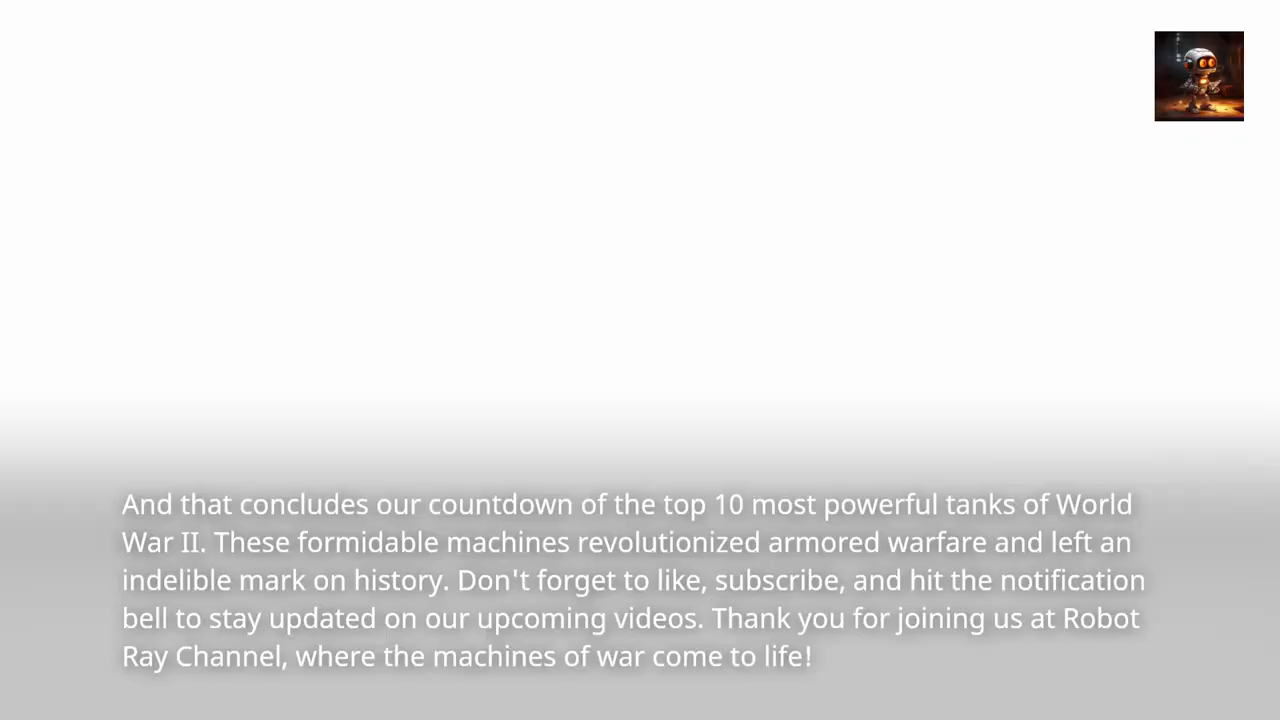 And that concludes our countdown of the top 10 most powerful tanks of World
War II. These formidable machines revolutionized armored warfare and left an
indelible mark on history. Don't forget to like, subscribe, and hit the notification
bell to stay updated on our upcoming videos. Thank you for joining us at Robot
Ray Channel, where the machines of war come to life!